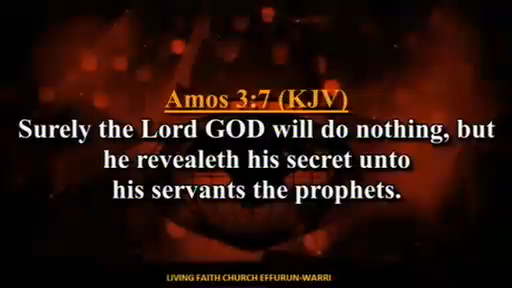 Amos 3:7 (KJV)
Surely the Lord GOD will do nothing, but
he revealeth his secret unto
his servants the prophets.
LIVING FAITH CHURCH EFFURUN-WARRI